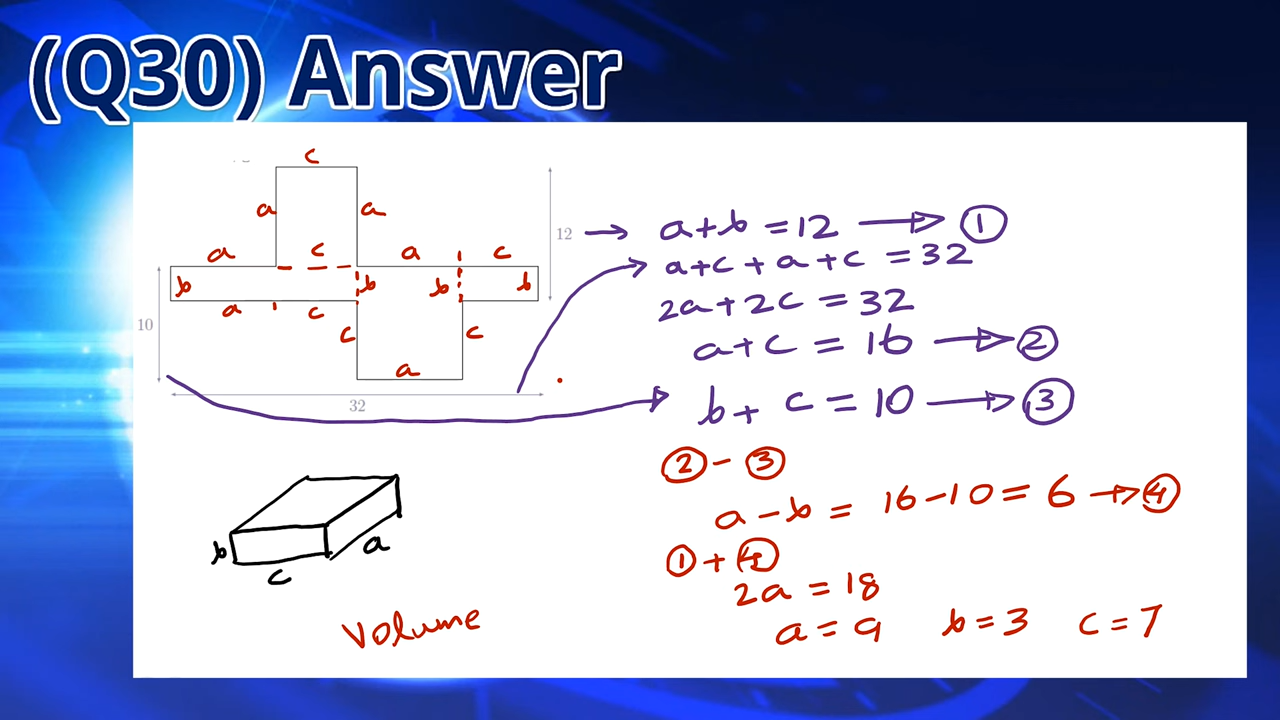 (Q30) Answer
c
a a
12 → a+b = 12 → ①
a c a c
a+c+a+c = 32
b b b b
a c
2a+2c = 32
10
c c
a+c = 16 → ②
a
32
b+ c = 10 → ③
② - ③
a - b = 16-10 = 6 → ④
b
c
a
① + ④
2a = 18
a = 9 b = 3 c = 7
Volume